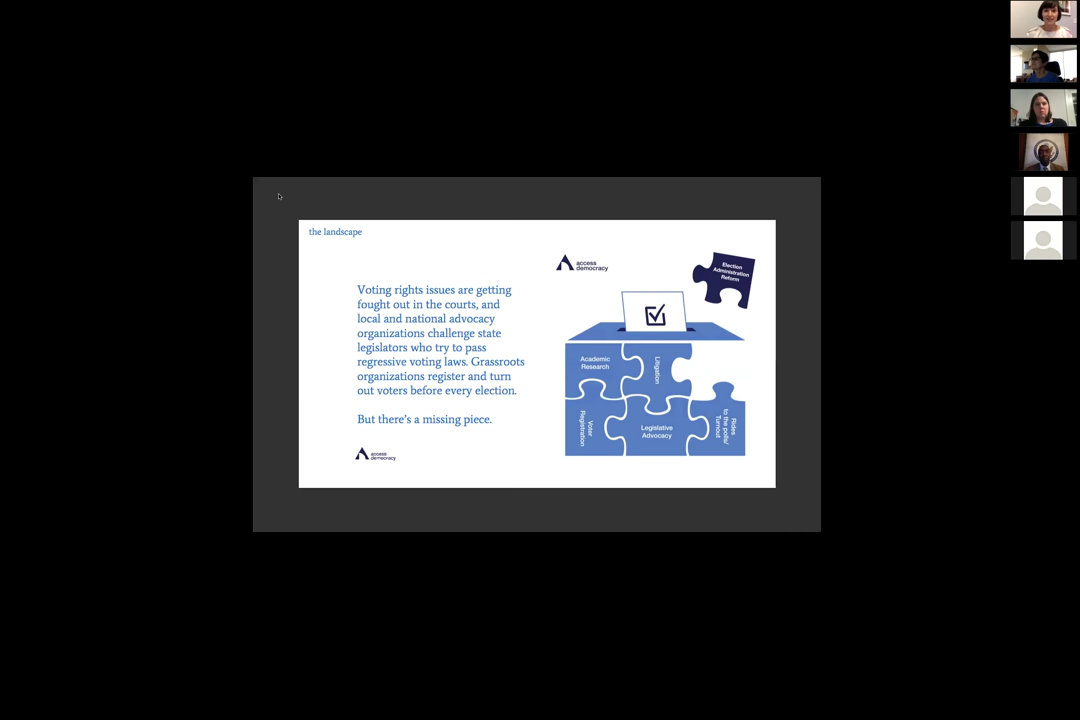 the landscape
Voting rights issues are getting
fought out in the courts, and
local and national advocacy
organizations challenge state
legislators who try to pass
regressive voting laws. Grassroots
organizations register and turn
out voters before every election.
But there's a missing piece.
access
democracy
access
democracy
Election
Administration
Reform
Academic
Research
Litigation
Voter
Registration
Legislative
Advocacy
Rides
to the polls/
Turnout